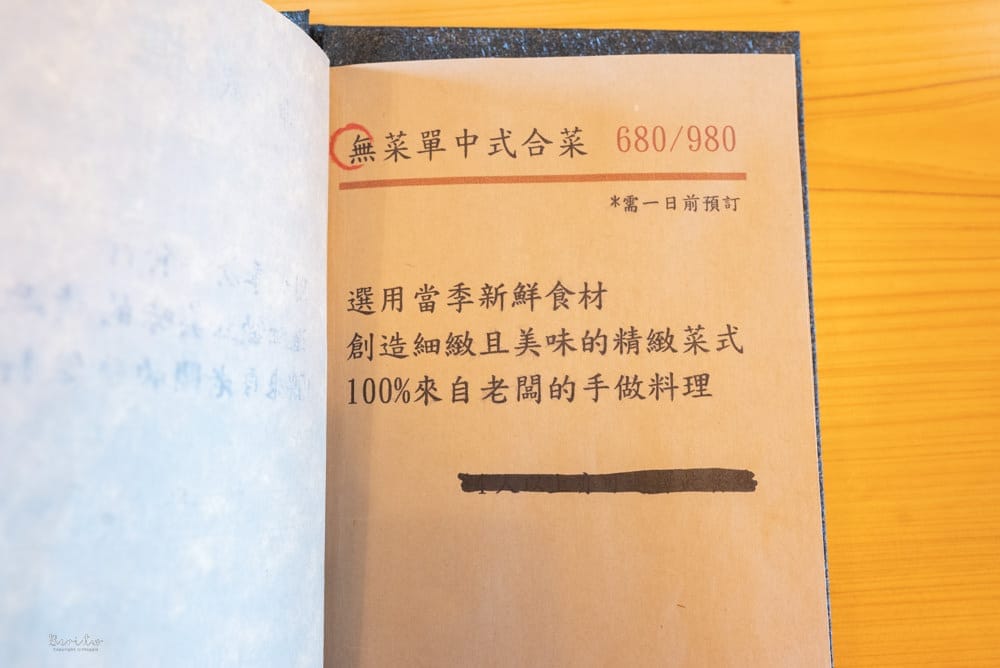 無菜單中式合菜 680/980
*需一日前預訂
選用當季新鮮食材
創造細緻且美味的精緻菜式
100%來自老闆的手做料理